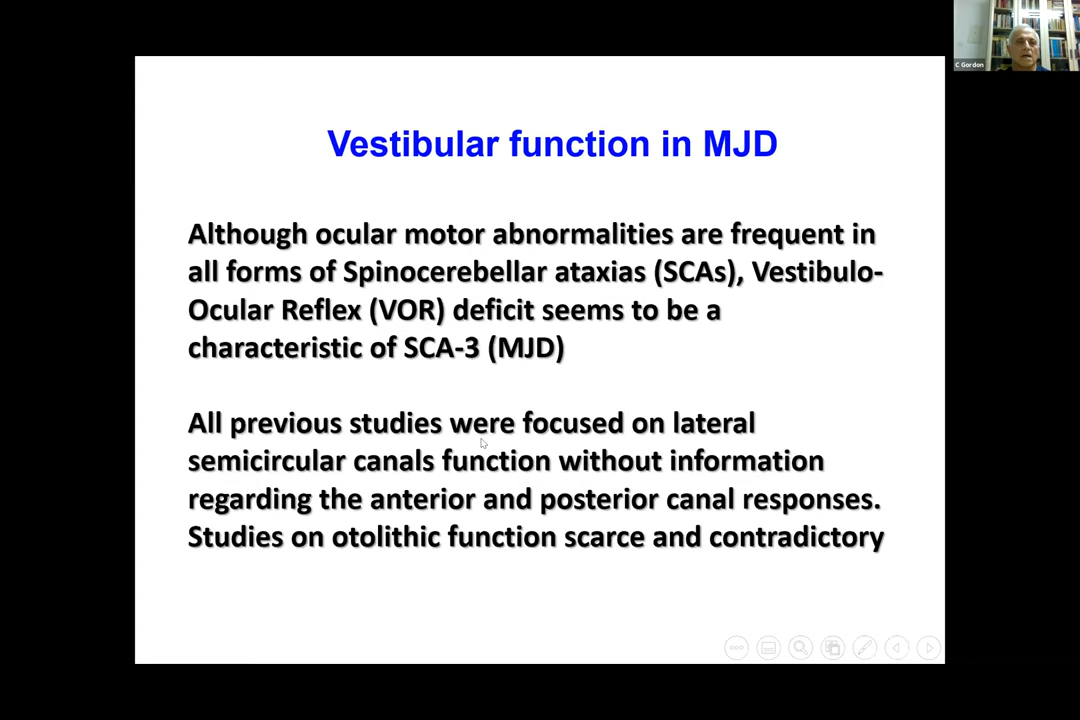 Vestibular function in MJD
Although ocular motor abnormalities are frequent in
all forms of Spinocerebellar ataxias (SCAs), Vestibulo-
Ocular Reflex (VOR) deficit seems to be a
characteristic of SCA-3 (MJD)
All previous studies were focused on lateral
semicircular canals function without information
regarding the anterior and posterior canal responses.
Studies on otolithic function scarce and contradictory
C Gordon